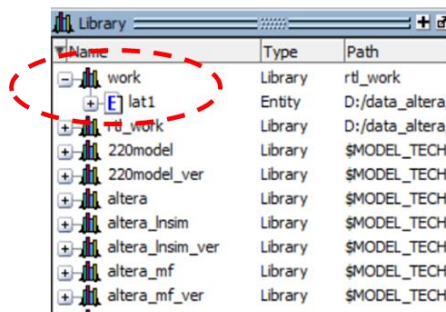 Library
Name Type Path
work Library rtl_work
lat1 Entity D:/data_altera
rtl_work Library D:/data_altera
220model Library $MODEL_TECH
220model_ver Library $MODEL_TECH
altera Library $MODEL_TECH
altera_lnsim Library $MODEL_TECH
altera_lnsim_ver Library $MODEL_TECH
altera_mf Library $MODEL_TECH
altera_mf_ver Library $MODEL_TECH